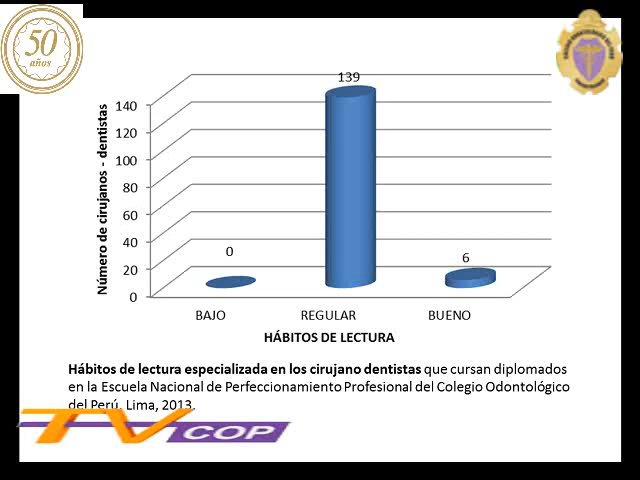 50
años
139
140
120
100
80
60
40
20
0
Número de cirujanos - dentistas
0
6
BAJO
REGULAR
BUENO
HÁBITOS DE LECTURA
Hábitos de lectura especializada en los cirujano dentistas que cursan diplomados
en la Escuela Nacional de Perfeccionamiento Profesional del Colegio Odontológico
del Perú. Lima, 2013.
TV COP